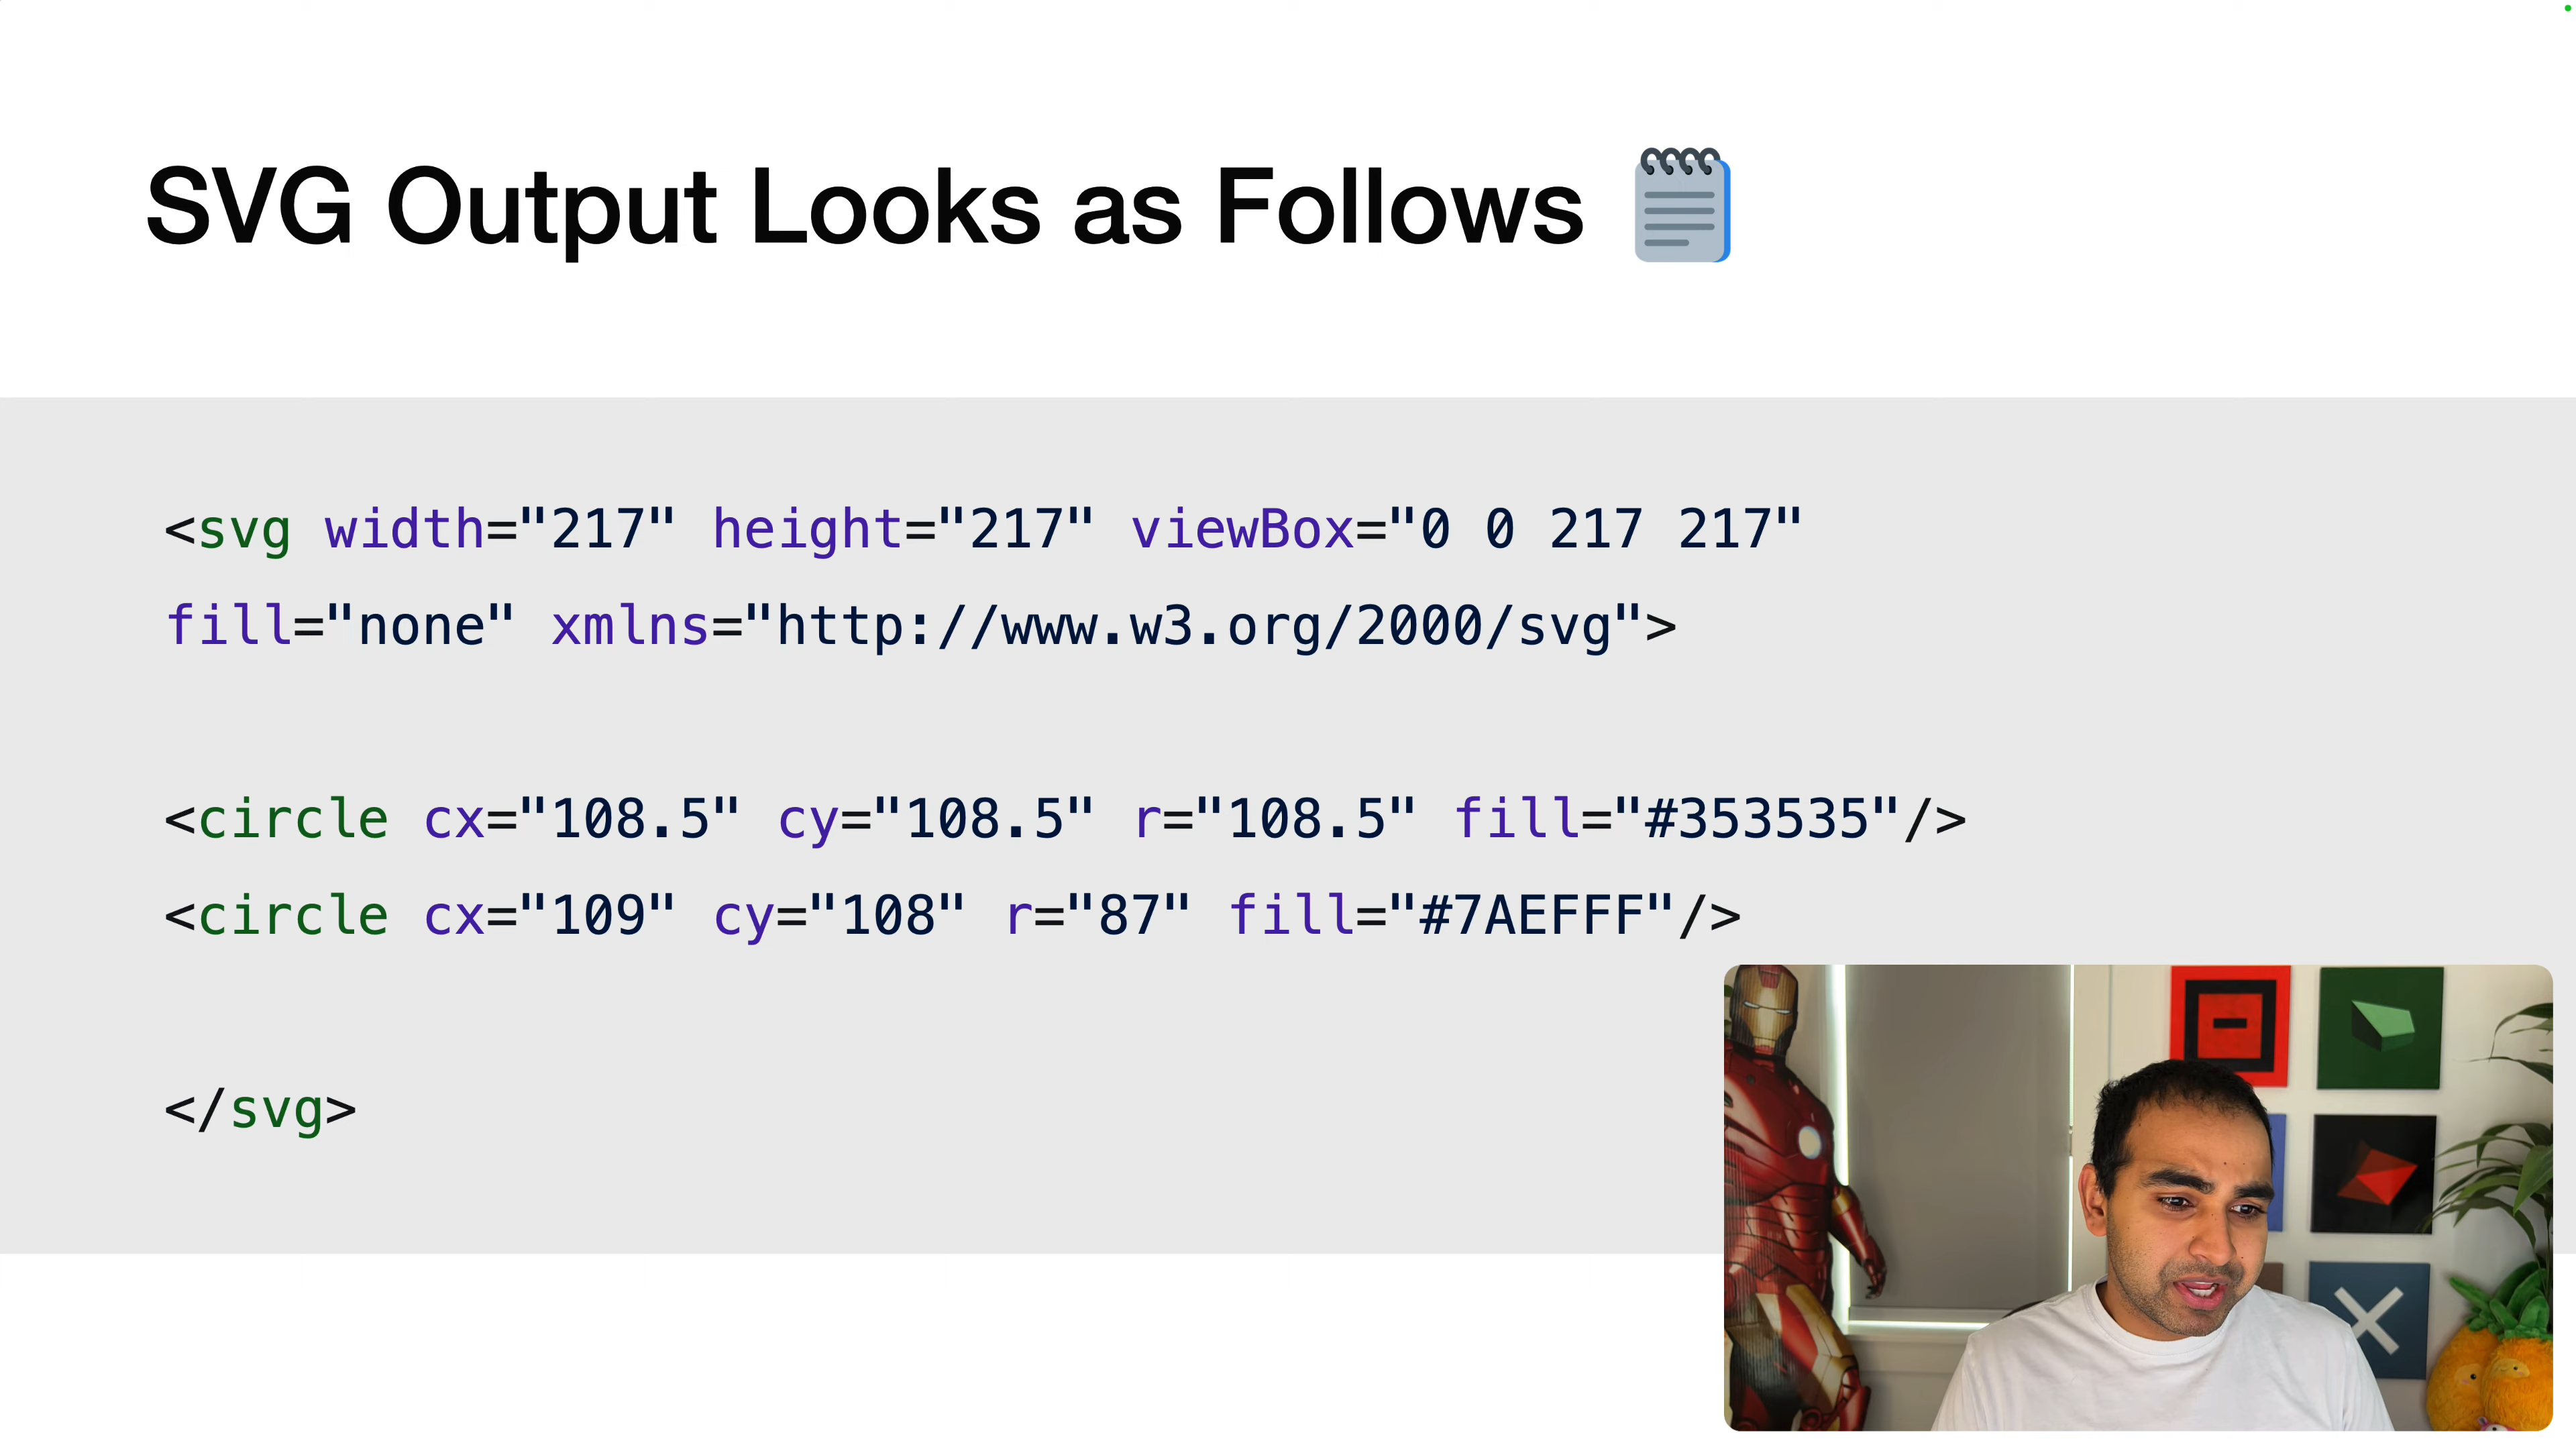 SVG Output Looks as Follows
<svg width="217" height="217" viewBox="0 0 217 217"
fill="none" xmlns="http://www.w3.org/2000/svg">
<circle cx="108.5" cy="108.5" r="108.5" fill="#353535"/>
<circle cx="109" cy="108" r="87" fill="#7AEFFF"/>
</svg>